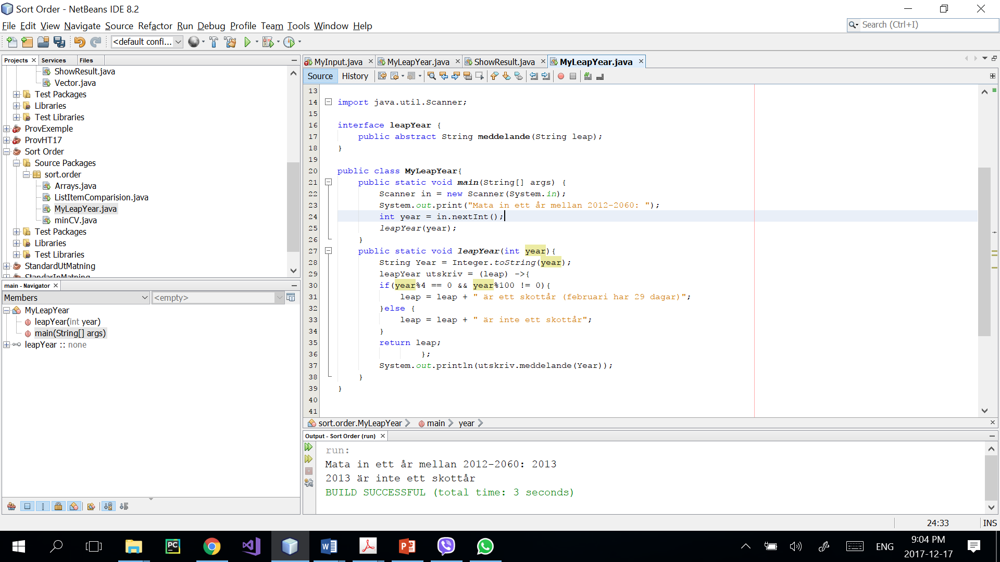 Sort Order - NetBeans IDE 8.2
File Edit View Navigate Source Refactor Run Debug Profile Team Tools Window Help
Search (Ctrl+I)
<default confi...
Projects Services Files
ShowResult.java
Vector.java
Test Packages
Libraries
Test Libraries
ProvExemple
ProvHT17
Sort Order
Source Packages
sort.order
Arrays.java
ListItemComparision.java
MyLeapYear.java
minCV.java
Test Packages
Libraries
Test Libraries
StandardUtMatning
StandarInMatning
main - Navigator
Members <empty>
MyLeapYear
leapYear(int year)
main(String[] args)
leapYear :: none
MyInput.java MyLeapYear.java ShowResult.java MyLeapYear.java
Source History
13
14 import java.util.Scanner;
15
16 interface leapYear {
17 public abstract String meddelande(String leap);
18 }
19
20 public class MyLeapYear{
21 public static void main(String[] args) {
22 Scanner in = new Scanner(System.in);
23 System.out.print("Mata in ett år mellan 2012-2060: ");
24 int year = in.nextInt();
25 leapYear(year);
26 }
27 public static void leapYear(int year){
28 String Year = Integer.toString(year);
29 leapYear utskriv = (leap) ->{
30 if(year%4 == 0 && year%100 != 0){
31 leap = leap + " är ett skottår (februari har 29 dagar)";
32 }else {
33 leap = leap + " är inte ett skottår";
34 }
35 return leap;
36 };
37 System.out.println(utskriv.meddelande(Year));
38 }
39 }
40
41
sort.order.MyLeapYear main year
Output - Sort Order (run)
run:
Mata in ett år mellan 2012-2060: 2013
2013 är inte ett skottår
BUILD SUCCESSFUL (total time: 3 seconds)
24:33 INS
ENG
9:04 PM
2017-12-17